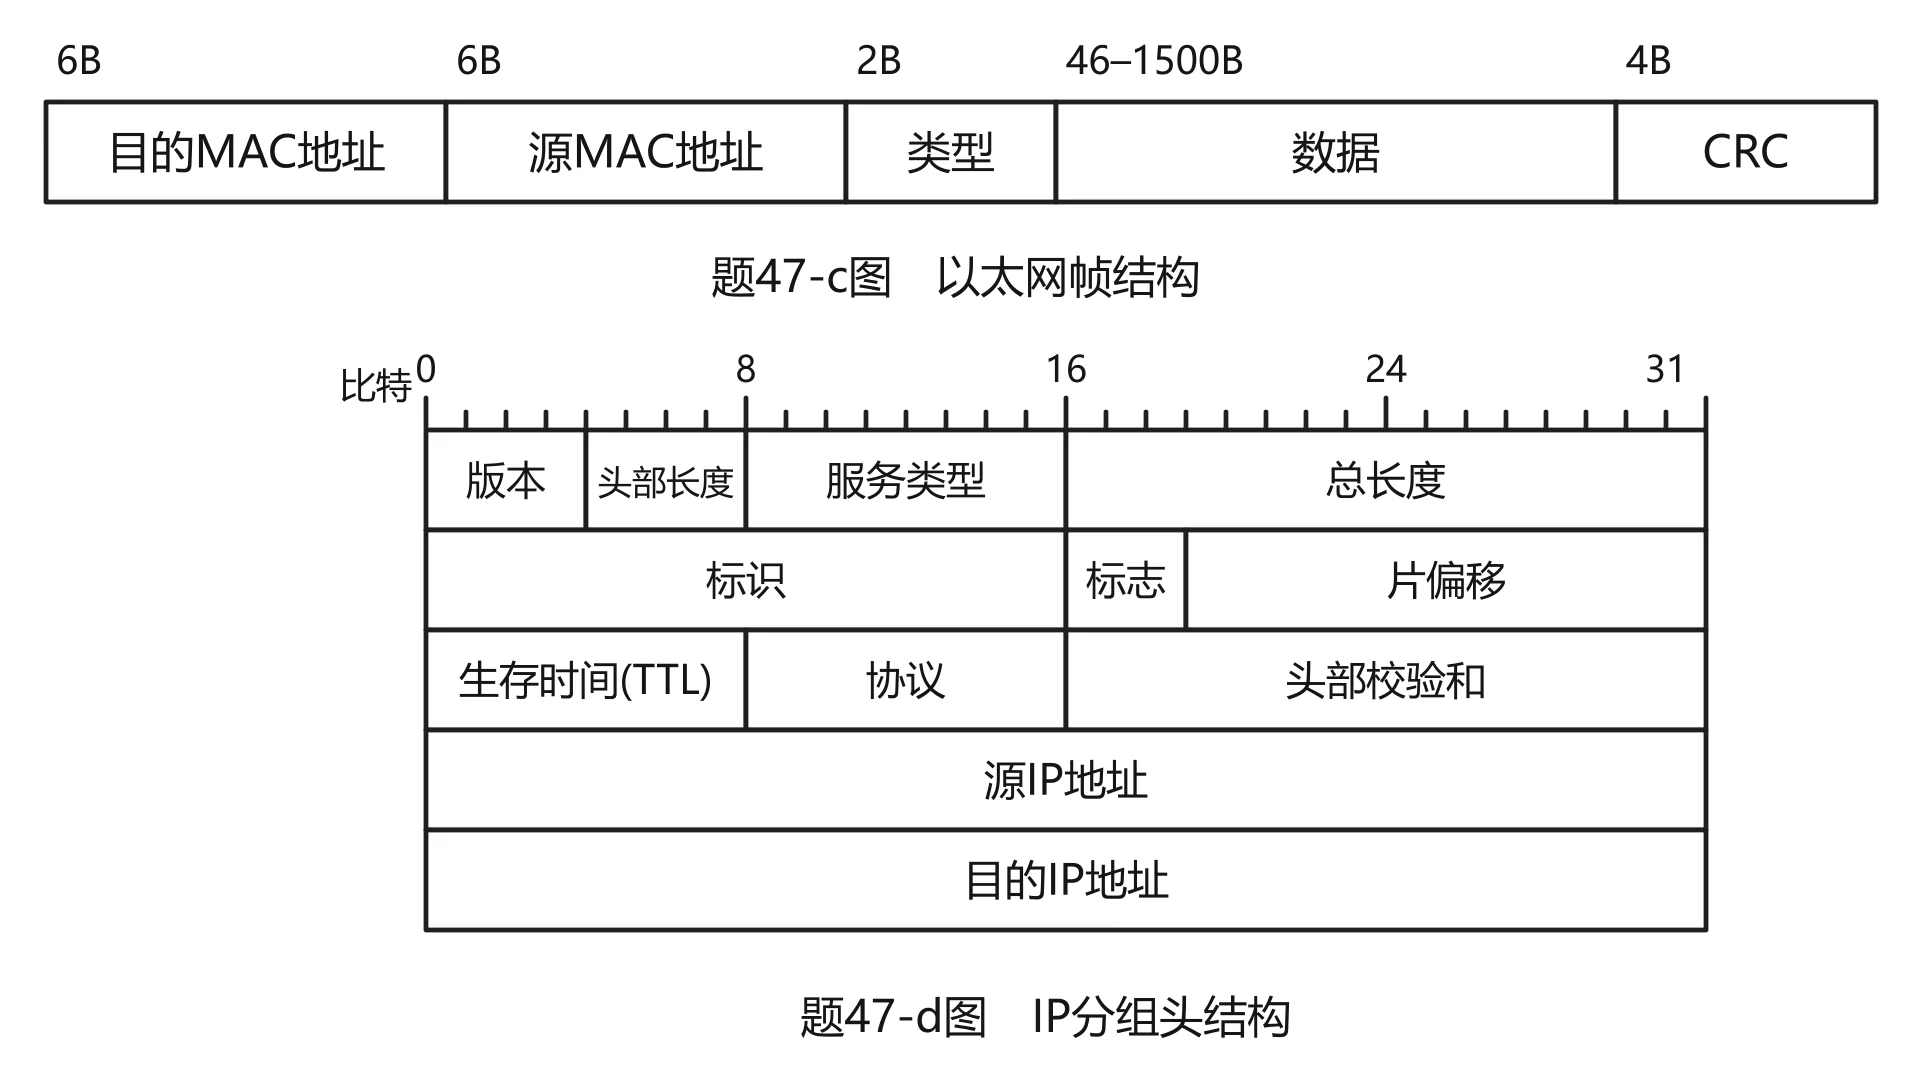 6B 6B 2B 46–1500B 4B
目的MAC地址 源MAC地址 类型 数据 CRC
题47-c图 以太网帧结构
比特 0 8 16 24 31
版本 头部长度 服务类型 总长度
标识 标志 片偏移
生存时间(TTL) 协议 头部校验和
源IP地址
目的IP地址
题47-d图 IP分组头结构